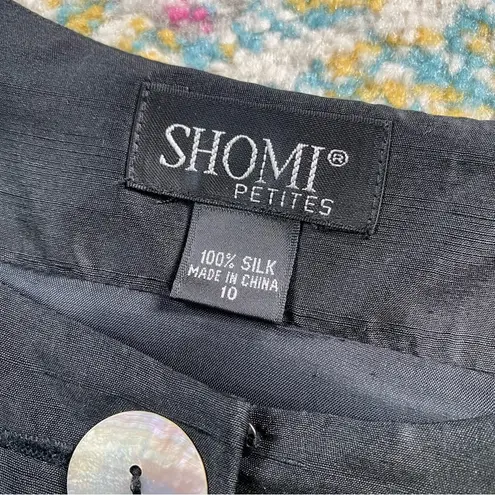 SHOMI®
PETITES
100% SILK
MADE IN CHINA
10